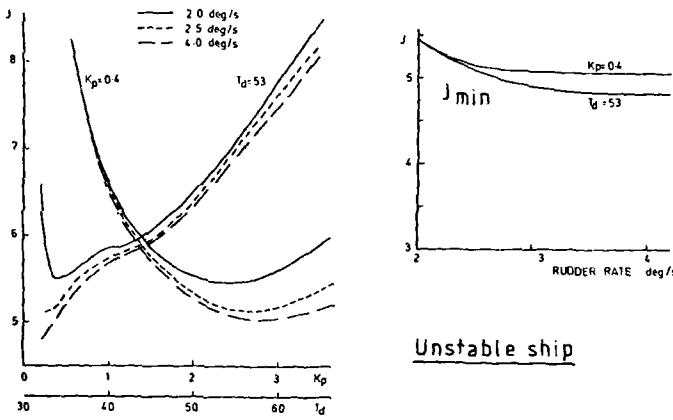 J
8
7
6
5
2.0 deg/s
2.5 deg/s
4.0 deg/s
Kp=0.4
Td=53
0 1 2 3 Kp
30 40 50 60 Td
J
5
4
3
Kp=0.4
Td=53
Jmin
2 3 4
RUDDER RATE deg/s
Unstable ship